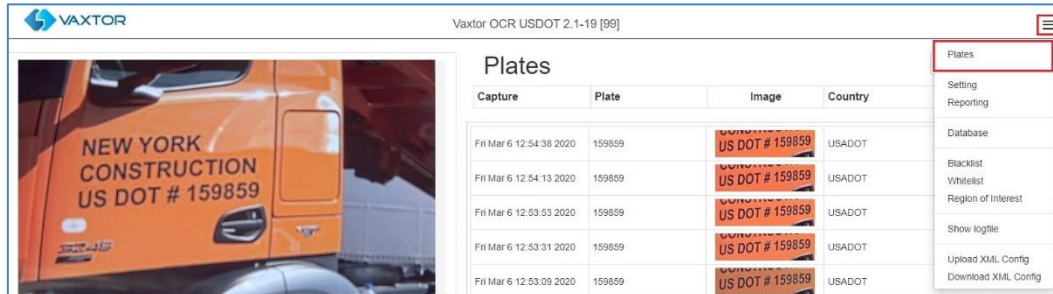 VAXTOR
Vaxtor OCR USDOT 2.1-19 [99]
NEW YORK
CONSTRUCTION
US DOT # 159859
Plates
Capture Plate Image Country
Fri Mar 6 12:54:38 2020 159859 US DOT # 159859 USADOT
Fri Mar 6 12:54:13 2020 159859 US DOT # 159859 USADOT
Fri Mar 6 12:53:53 2020 159859 US DOT # 159859 USADOT
Fri Mar 6 12:53:31 2020 159859 US DOT # 159859 USADOT
Fri Mar 6 12:53:09 2020 159859 US DOT # 159859 USADOT
Plates
Setting
Reporting
Database
Blacklist
Whitelist
Region of Interest
Show logfile
Upload XML Config
Download XML Config